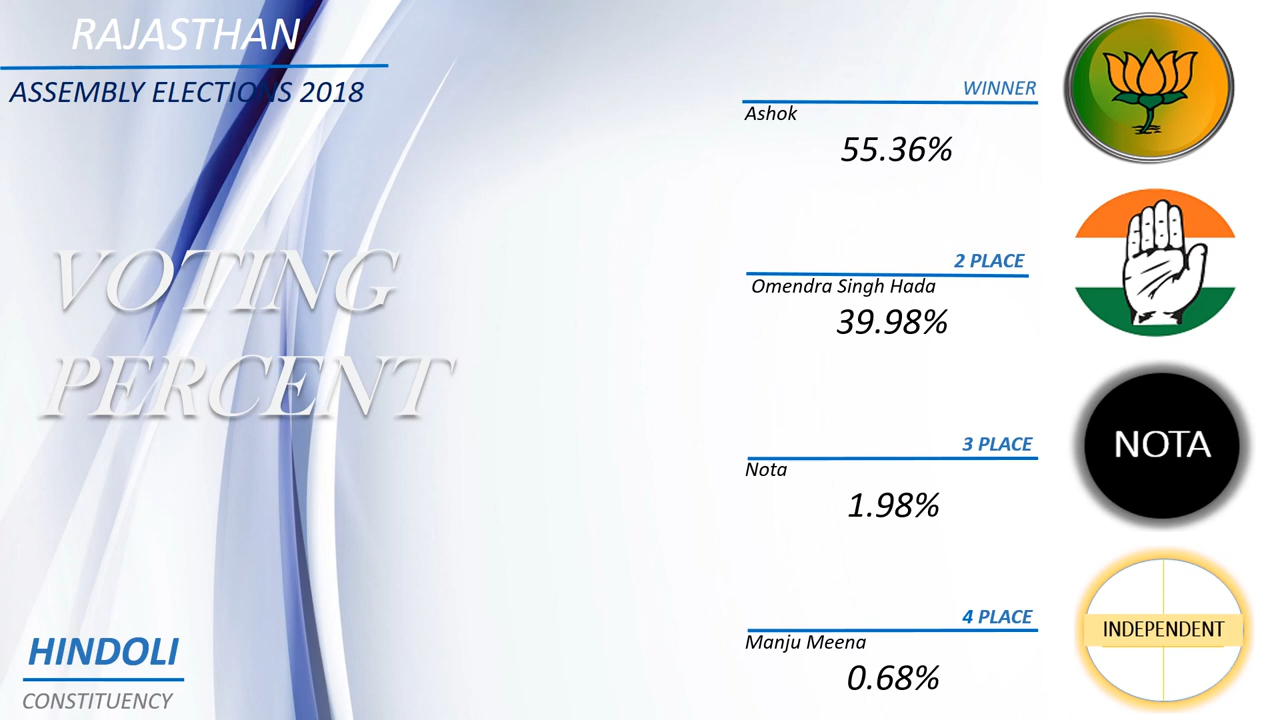 RAJASTHAN
ASSEMBLY ELECTIONS 2018
VOTING
PERCENT
HINDOLI
CONSTITUENCY
WINNER
Ashok
55.36%
2 PLACE
Omendra Singh Hada
39.98%
3 PLACE
Nota
1.98%
NOTA
4 PLACE
Manju Meena
0.68%
INDEPENDENT